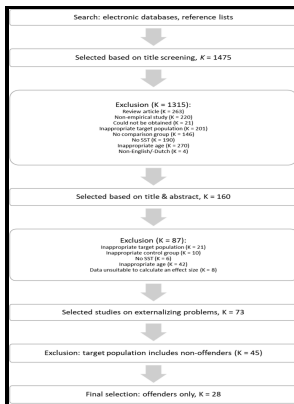 Search: electronic databases, reference lists
Selected based on title screening, K = 1475
Exclusion (K = 1315):
Review article (K = 263)
Non-empirical study (K = 220)
Could not be obtained (K = 21)
Inappropriate target population (K = 201)
No comparison group (K = 146)
No SST (K = 190)
Inappropriate age (K = 270)
Non-English/-Dutch (K = 4)
Selected based on title & abstract, K = 160
Exclusion (K = 87):
Inappropriate target population (K = 21)
Inappropriate control group (K = 10)
No SST (K = 6)
Inappropriate age (K = 42)
Data unsuitable to calculate an effect size (K = 8)
Selected studies on externalizing problems, K = 73
Exclusion: target population includes non-offenders (K = 45)
Final selection: offenders only, K = 28